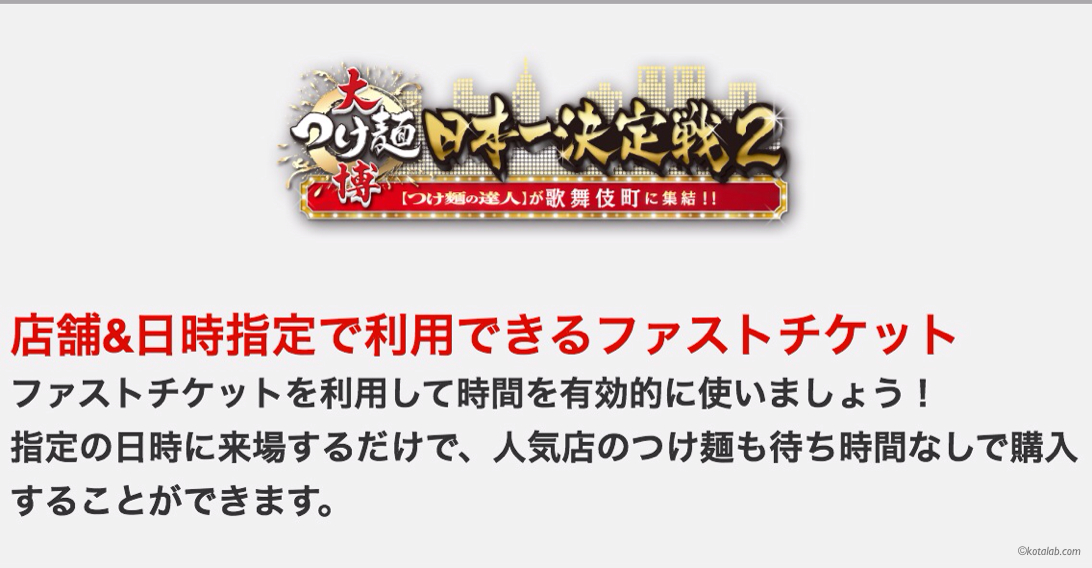 大
つけ麺
博
日本一決定戦2
【つけ麺の達人】が歌舞伎町に集結!!
店舗&日時指定で利用できるファストチケット
ファストチケットを利用して時間を有効的に使いましょう！
指定の日時に来場するだけで、人気店のつけ麺も待ち時間なしで購入
することができます。
©kotalab.com